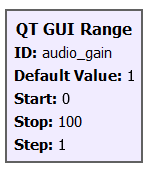 QT GUI Range
ID: audio_gain
Default Value: 1
Start: 0
Stop: 100
Step: 1